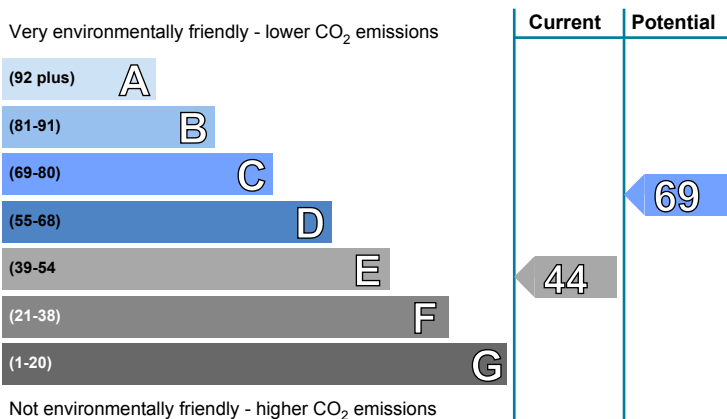 Current Potential
Very environmentally friendly - lower CO2 emissions
(92 plus) A
(81-91) B
(69-80) C
69
(55-68) D
(39-54 E
44
(21-38) F
(1-20) G
Not environmentally friendly - higher CO2 emissions